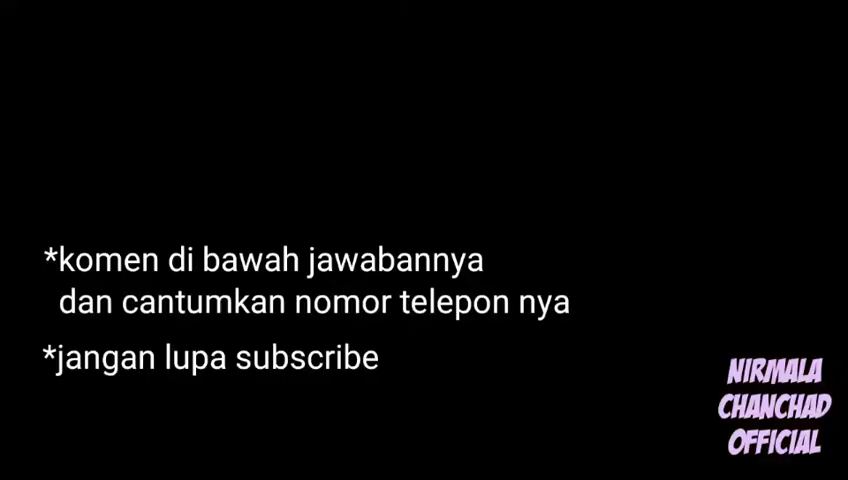 *komen di bawah jawabannya
dan cantumkan nomor telepon nya
*jangan lupa subscribe
NIRMALA
CHANCHAD
OFFICIAL